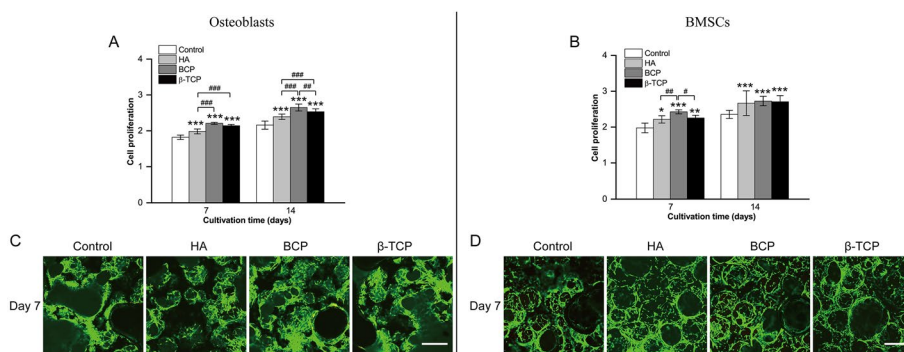 Osteoblasts
A
Control
HA
BCP
β-TCP
Cell proliferation
4
3
2
1
0
***
***
***
###
###
***
***
***
###
##
###
7
14
Cultivation time (days)
C
Control
HA
BCP
β-TCP
Day 7
BMSCs
B
Control
HA
BCP
β-TCP
Cell proliferation
4
3
2
1
0
*
***
**
##
#
***
***
***
7
14
Cultivation time (days)
D
Control
HA
BCP
β-TCP
Day 7